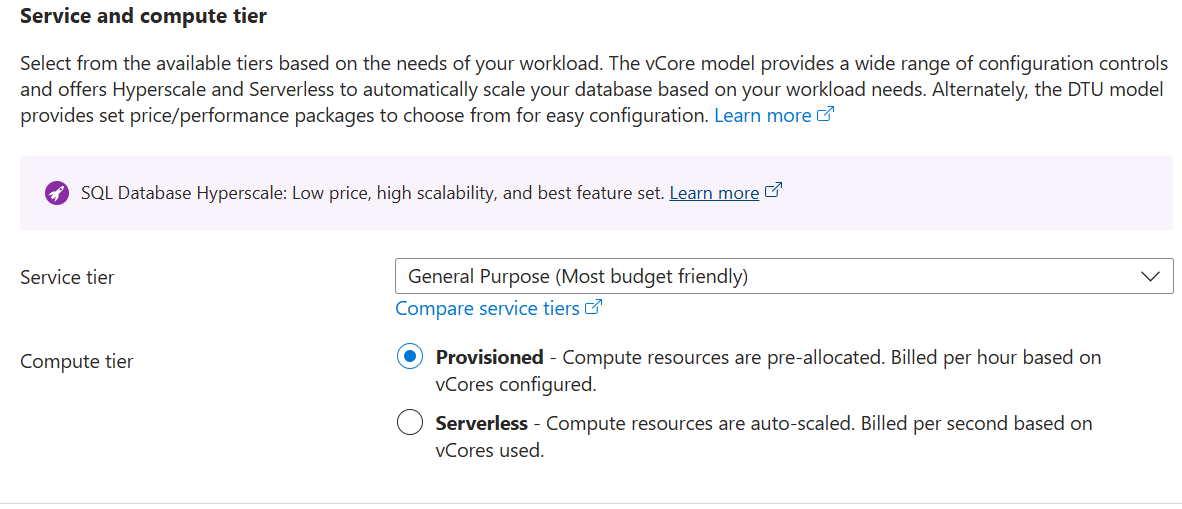 Service and compute tier
Select from the available tiers based on the needs of your workload. The vCore model provides a wide range of configuration controls
and offers Hyperscale and Serverless to automatically scale your database based on your workload needs. Alternately, the DTU model
provides set price/performance packages to choose from for easy configuration. Learn more
SQL Database Hyperscale: Low price, high scalability, and best feature set. Learn more
Service tier
General Purpose (Most budget friendly)
Compare service tiers
Compute tier
Provisioned - Compute resources are pre-allocated. Billed per hour based on
vCores configured.
Serverless - Compute resources are auto-scaled. Billed per second based on
vCores used.